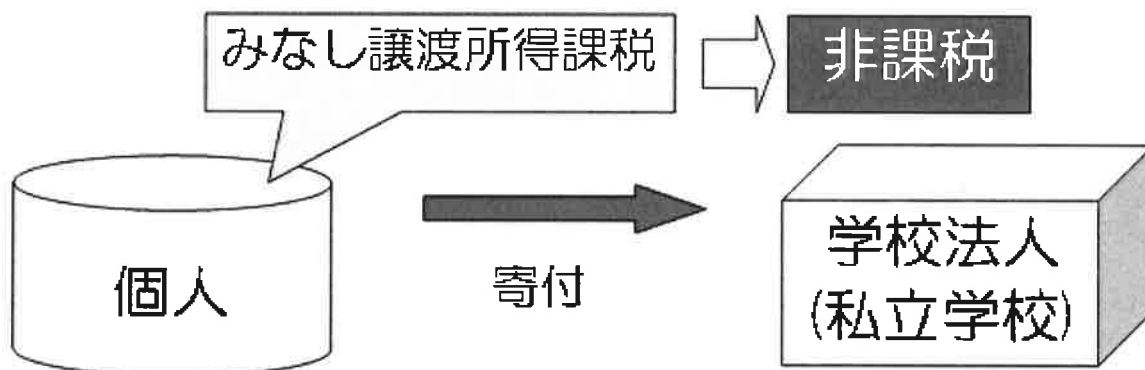 みなし譲渡所得課税
非課税
個人
寄付
学校法人
(私立学校)